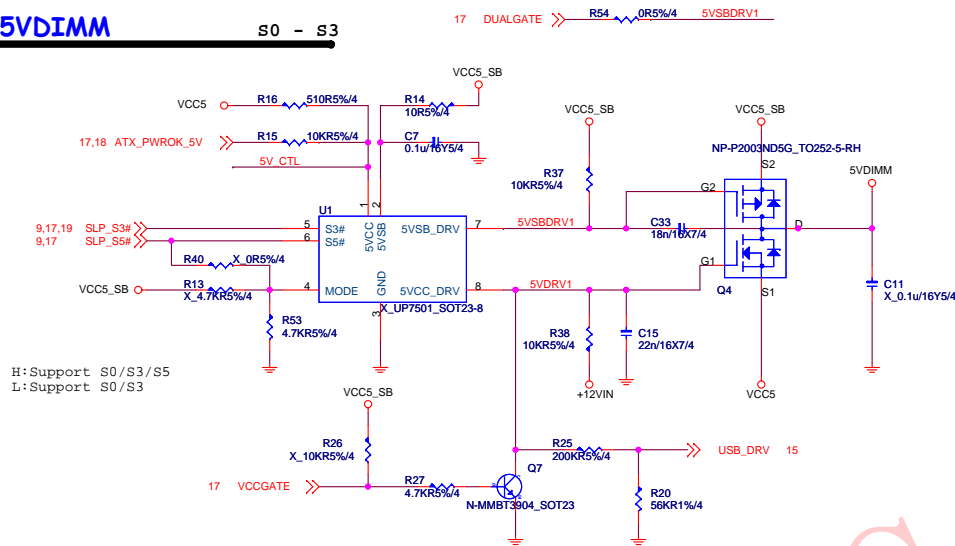 17 DUALGATE R54 0R5%/4 5VSBDRV1
5VDIMM S0 - S3
VCC5_SB
VCC5 R16 510R5%/4 R14 10R5%/4
VCC5_SB VCC5_SB
17,18 ATX_PWROK_5V R15 10KR5%/4 C7 0.1u/16Y5/4
NP-P2003ND5G_TO252-5-RH
5V_CTL
S2
5VDIMM
R37 10KR5%/4
G2
1 2
U1
9,17,19 SLP_S3# 5 S3# 5VCC 5VSB 5VSB_DRV 7 5VSBDRV1 C33 18n/16X7/4 D
9,17 SLP_S5# 6 S5#
R40 X_0R5%/4
G1
VCC5_SB R13 X_4.7KR5%/4 4 MODE GND 5VCC_DRV 8 5VDRV1 Q4 S1 C11 X_0.1u/16Y5/4
3 X_UP7501_SOT23-8
R53 4.7KR5%/4
R38 10KR5%/4 C15 22n/16X7/4
H:Support S0/S3/S5
L:Support S0/S3
VCC5_SB +12VIN VCC5
R26 X_10KR5%/4
R25 200KR5%/4 USB_DRV 15
Q7
17 VCCGATE R27 4.7KR5%/4
N-MMBT3904_SOT23
R20 56KR1%/4